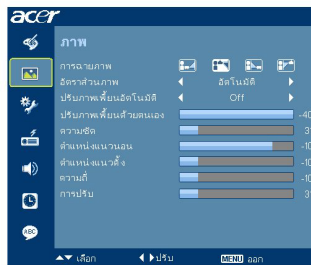 acer
ภาพ
การฉายภาพ
อัตราส่วนภาพ อัตโนมัติ
ปรับภาพเพี้ยนอัตโนมัติ Off
ปรับภาพเพี้ยนด้วยตนเอง -40
ความชัด 31
ตำแหน่งแนวนอน -10
ตำแหน่งแนวตั้ง -10
ความถี่ -10
การปรับ 31
ABC
เลือก ปรับ MENU ออก